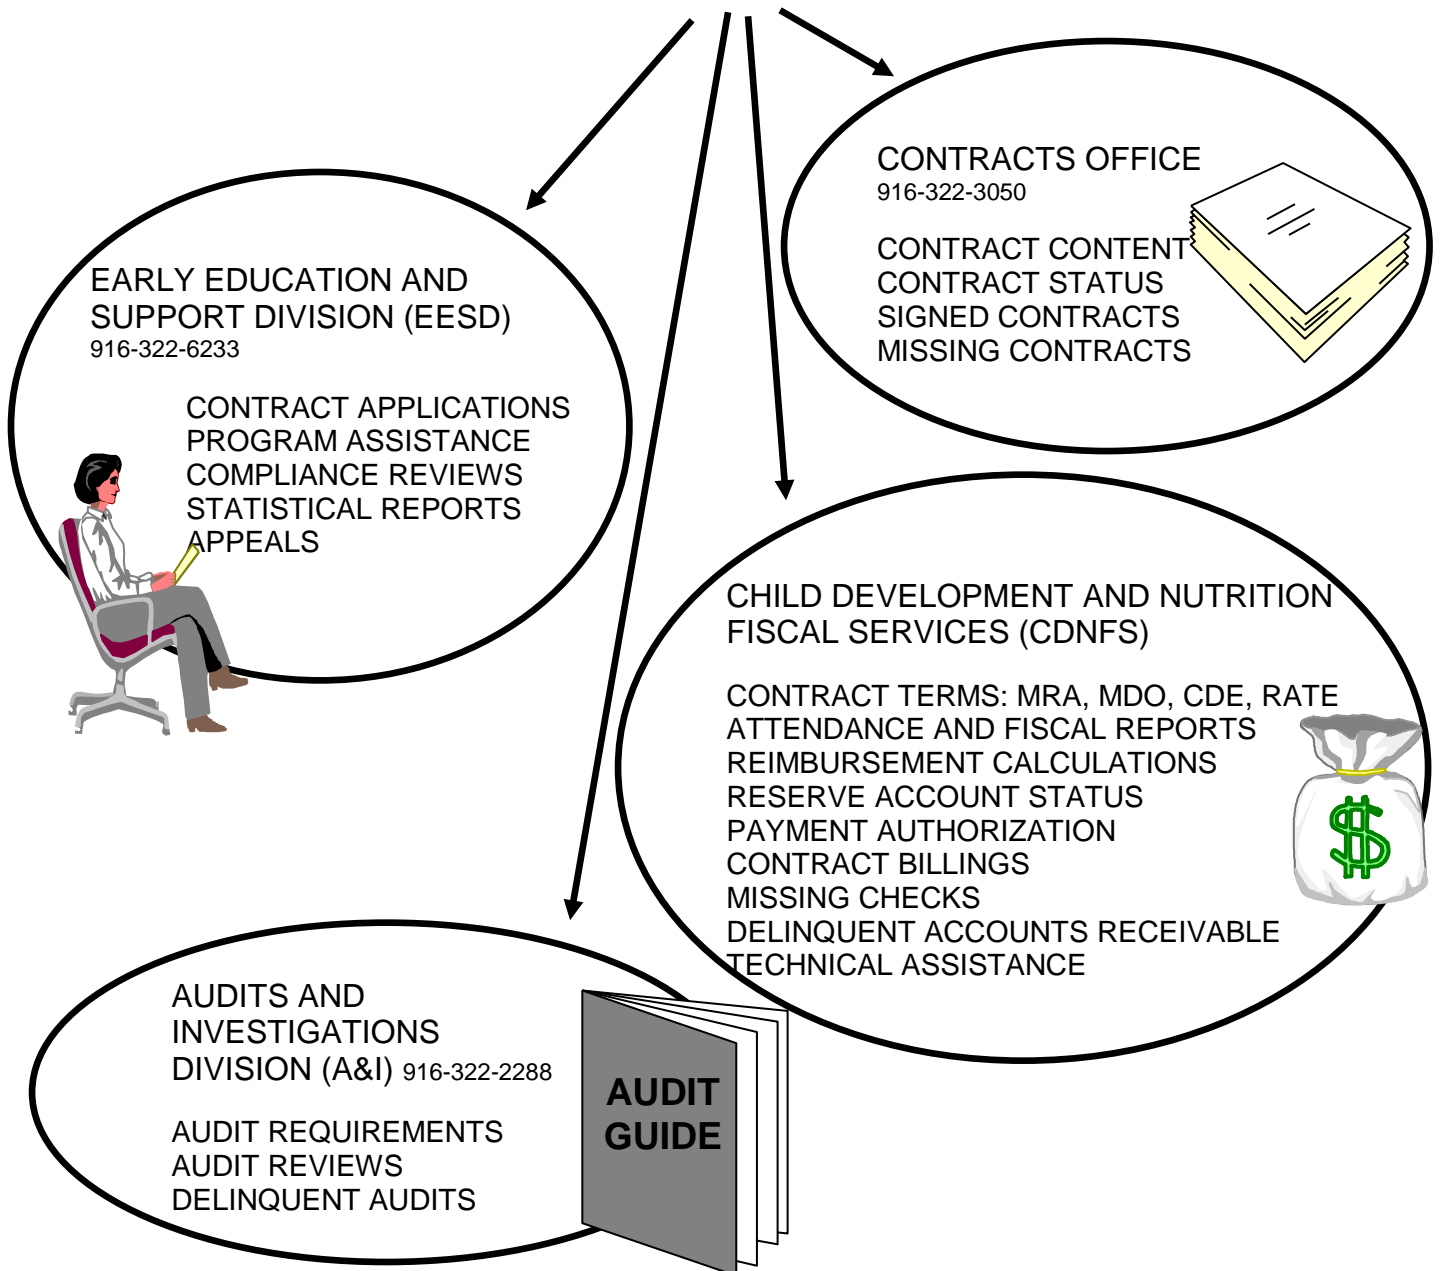 CONTRACTS OFFICE
916-322-3050
CONTRACT CONTENT
CONTRACT STATUS
SIGNED CONTRACTS
MISSING CONTRACTS
EARLY EDUCATION AND
SUPPORT DIVISION (EESD)
916-322-6233
CONTRACT APPLICATIONS
PROGRAM ASSISTANCE
COMPLIANCE REVIEWS
STATISTICAL REPORTS
APPEALS
CHILD DEVELOPMENT AND NUTRITION
FISCAL SERVICES (CDNFS)
CONTRACT TERMS: MRA, MDO, CDE, RATE
ATTENDANCE AND FISCAL REPORTS
REIMBURSEMENT CALCULATIONS
RESERVE ACCOUNT STATUS
PAYMENT AUTHORIZATION
CONTRACT BILLINGS
MISSING CHECKS
DELINQUENT ACCOUNTS RECEIVABLE
TECHNICAL ASSISTANCE
AUDITS AND
INVESTIGATIONS
DIVISION (A&I) 916-322-2288
AUDIT REQUIREMENTS
AUDIT REVIEWS
DELINQUENT AUDITS
AUDIT
GUIDE
$